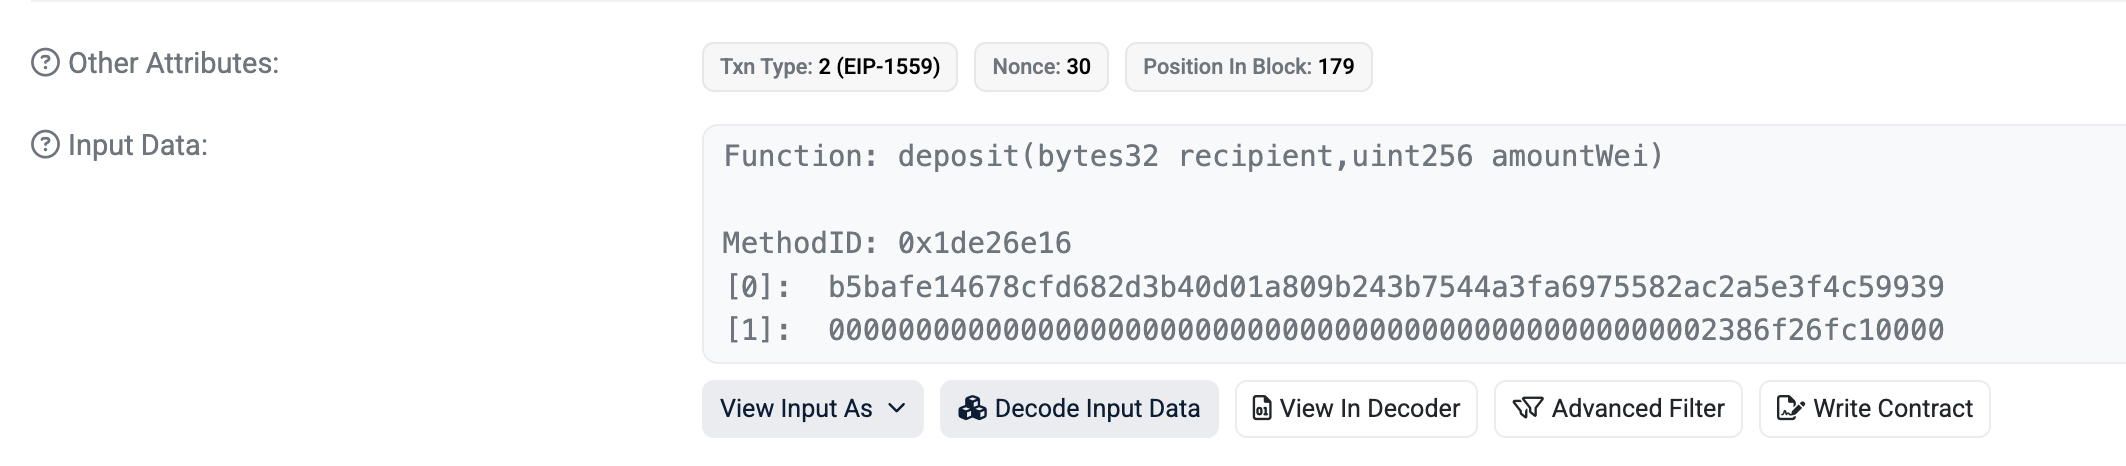 Other Attributes:
Txn Type: 2 (EIP-1559)
Nonce: 30
Position In Block: 179
Input Data:
Function: deposit(bytes32 recipient,uint256 amountWei)
MethodID: 0x1de26e16
[0]: b5bafe14678cfd682d3b40d01a809b243b7544a3fa6975582ac2a5e3f4c59939
[1]: 000000000000000000000000000000000000000000000000002386f26fc10000
View Input As
Decode Input Data
View In Decoder
Advanced Filter
Write Contract